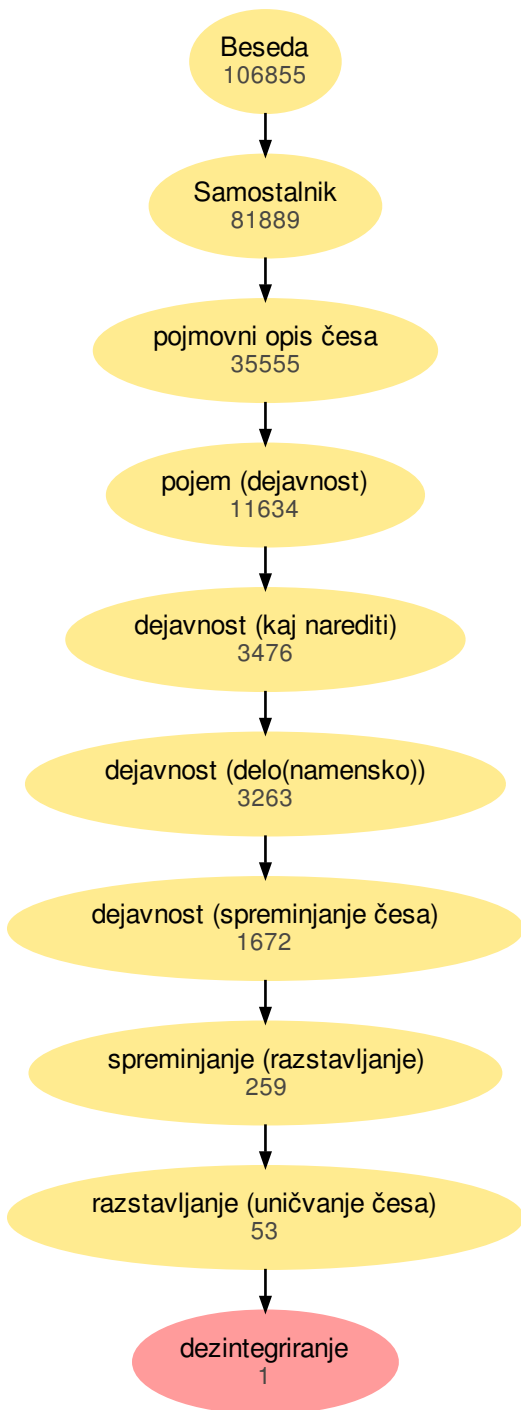 Beseda
106855
Samostalnik
81889
pojmovni opis česa
35555
pojem (dejavnost)
11634
dejavnost (kaj narediti)
3476
dejavnost (delo(namensko))
3263
dejavnost (spreminjanje česa)
1672
spreminjanje (razstavljanje)
259
razstavljanje (uničvanje česa)
53
dezintegriranje
1